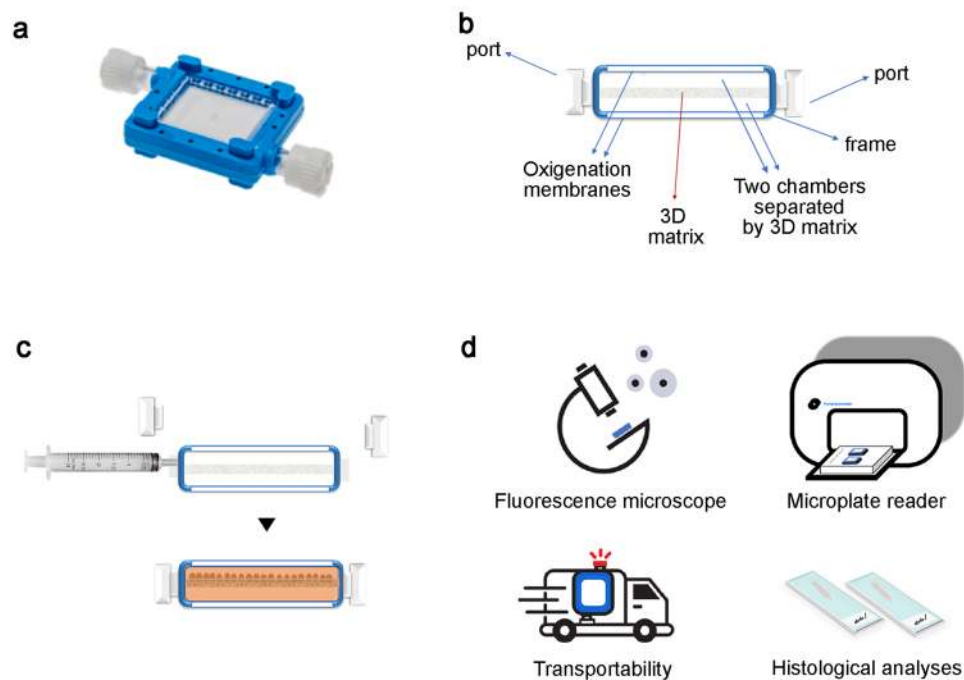 a
b
port
port
frame
Oxigenation
membranes
3D
matrix
Two chambers
separated
by 3D matrix
c
d
Fluorescence microscope
Microplate reader
Transportability
Histological analyses